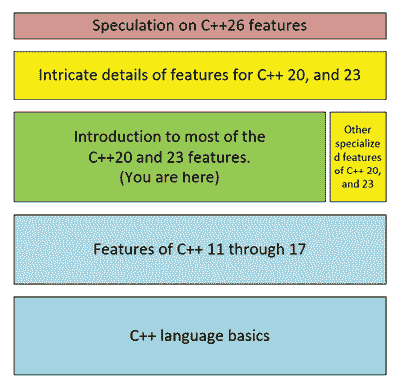 Speculation on C++26 features
Intricate details of features for C++ 20, and 23
Introduction to most of the
C++20 and 23 features.
(You are here)
Other
specialize
d features
of C++ 20,
and 23
Features of C++ 11 through 17
C++ language basics